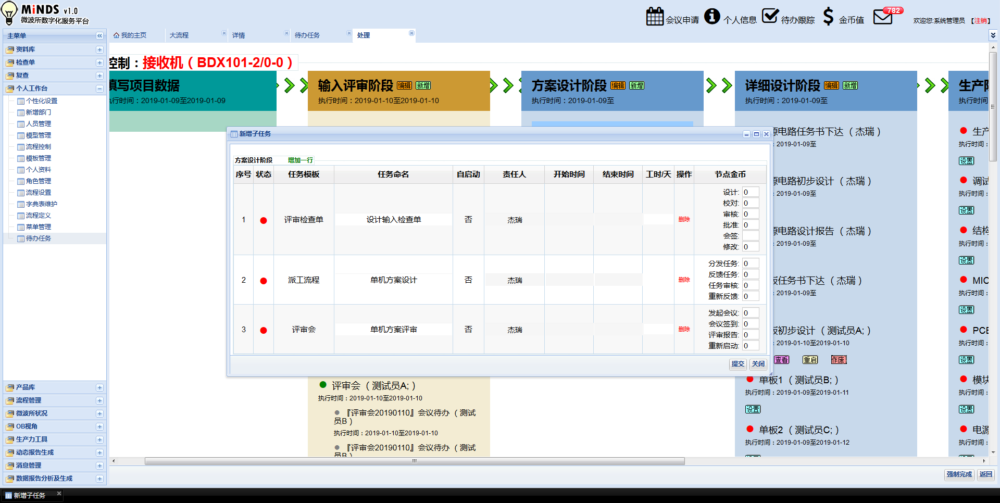 MiNDS v1.0
微波所数字化服务平台
会议申请
个人信息
待办跟踪
金币值
782
欢迎您:系统管理员 【注销】
主菜单
我的主页
大流程
详情
待办任务
处理
资料库
检查单
复查
个人工作台
个性化设置
新增部门
人员管理
模型管理
流程控制
模板管理
个人资料
角色管理
流程设置
字典表维护
流程定义
菜单管理
待办任务
产品库
流程管理
微波所状况
OB视角
生产力工具
动态报告生成
消息管理
数据报告分析及生成
控制：接收机（BDX101-2/0-0 ）
填写项目数据
执行时间：2019-01-09至2019-01-09
输入评审阶段 编辑 新增
执行时间：2019-01-10至2019-01-10
方案设计阶段 编辑 新增
执行时间：2019-01-09至
详细设计阶段 编辑 新增
执行时间：2019-01-09至
生产阶
执行时间
新增子任务
方案设计阶段 增加一行
序号 状态 任务模板 任务命名 自启动 责任人 开始时间 结束时间 工时/天 操作 节点金币
1 评审检查单 设计输入检查单 否 杰瑞 删除
设计: 0
校对: 0
审核: 0
批准: 0
会签:
修改: 0
2 派工流程 单机方案设计 否 杰瑞 删除
分发任务: 0
反馈任务: 0
任务审核: 0
重新反馈: 0
3 评审会 单机方案评审 否 杰瑞 删除
发起会议: 0
会议签到: 0
评审报告: 0
重新启动: 0
提交 关闭
评审会 （ 测试员A; ）
执行时间：2019-01-10至2019-01-10
『评审会20190110』会议待办 （ 测试
员B ）
执行时间：2019-01-10至2019-01-10
『评审会20190110』会议待办 （ 测试
员B ）
源电路任务书下达 （ 杰瑞 ）
：2019-01-09至
源电路初步设计 （ 杰瑞 ）
：2019-01-09至
源电路设计报告 （ 杰瑞 ）
：2019-01-09至
板任务书下达 （ 杰瑞 ）
：2019-01-09至
板初步设计 （ 测试员A; ）
：2019-01-10至2019-01-10
查看 重启 作废
单板1 （ 测试员B; ）
执行时间：2019-01-09至2019-01-11
设置
单板2 （ 测试员C; ）
执行时间：2019-01-09至2019-01-12
设置
生产
执行时间：
设置
调试
执行时间：
设置
结构
执行时间：
设置
MIC
执行时间：
设置
PCB
执行时间：
设置
模块
执行时间：
设置
电源
执行时间：
设置
强制完成 返回
新增子任务